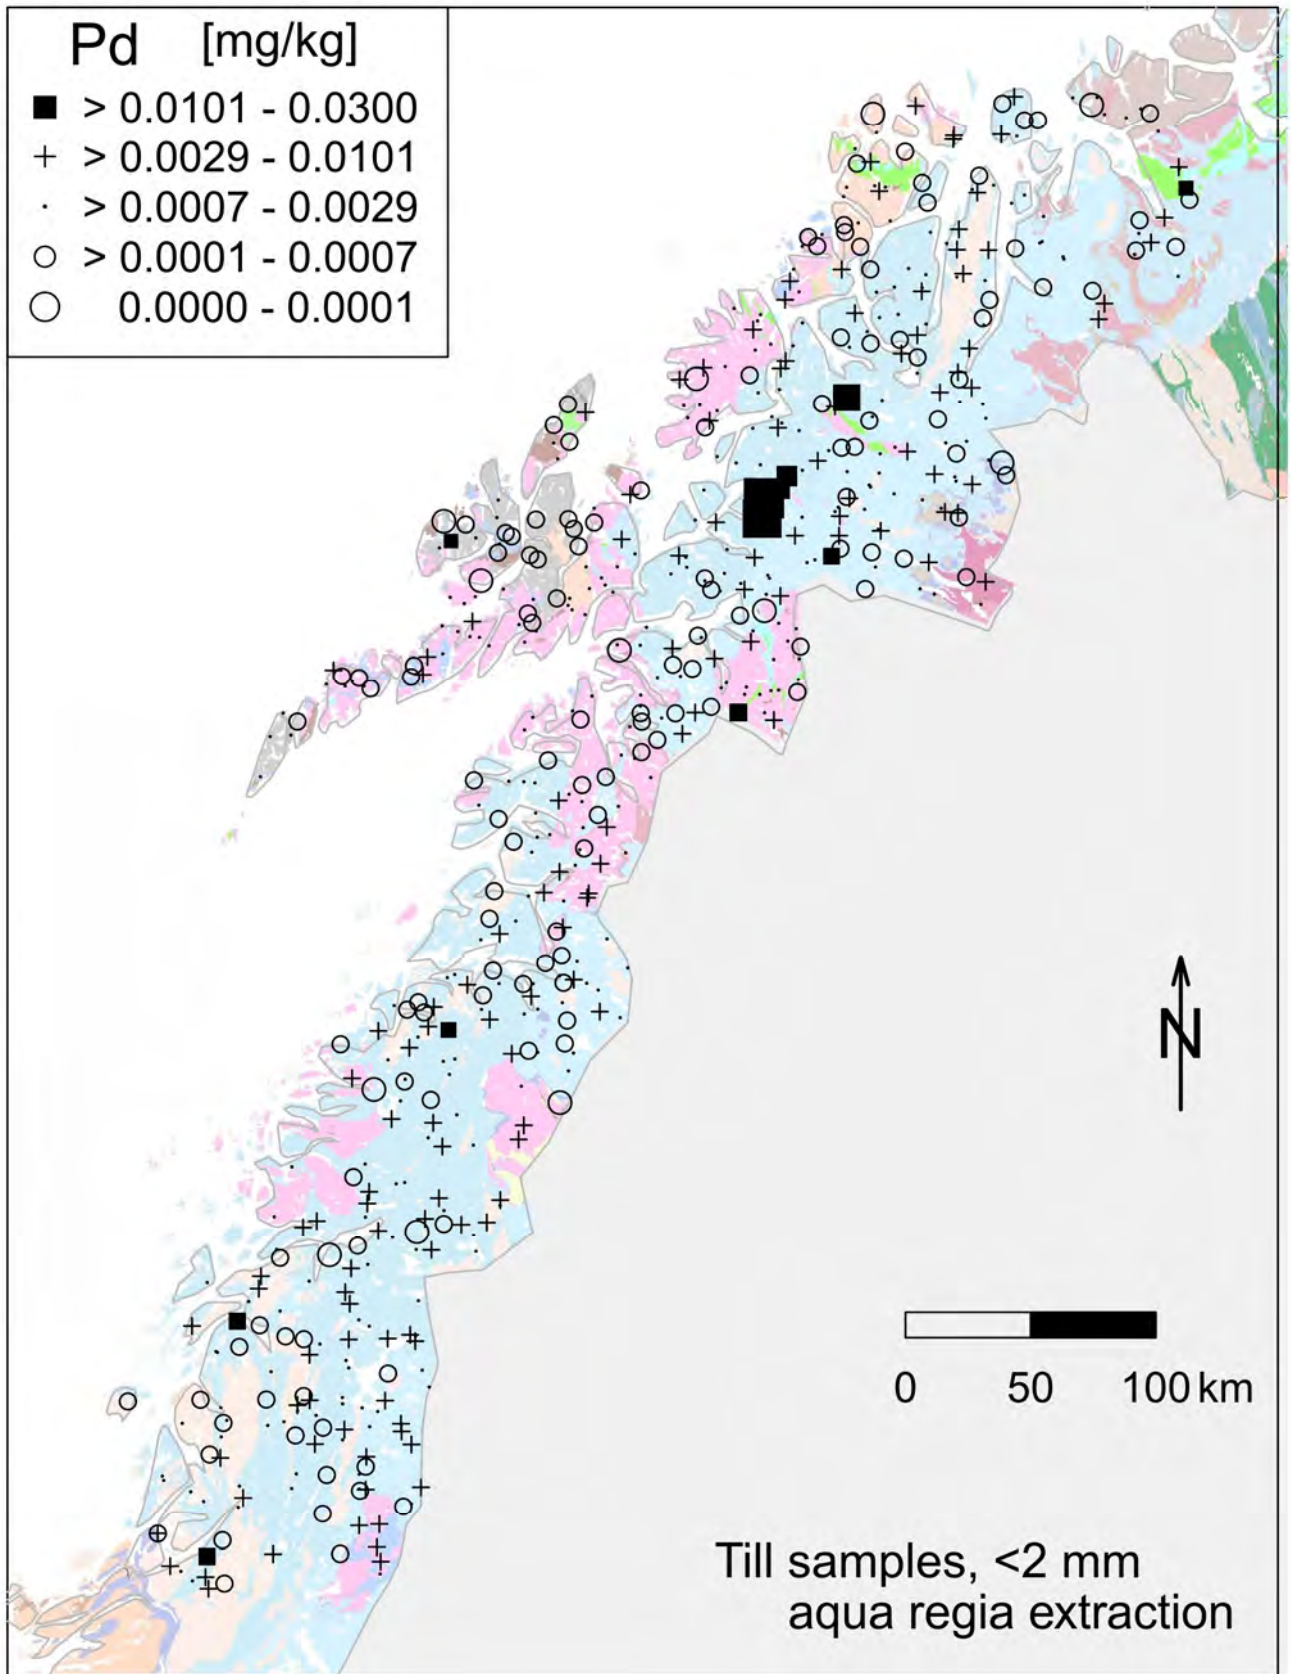 Pd [mg/kg]
> 0.0101 - 0.0300
> 0.0029 - 0.0101
> 0.0007 - 0.0029
> 0.0001 - 0.0007
0.0000 - 0.0001
N
0 50 100 km
Till samples, <2 mm
aqua regia extraction